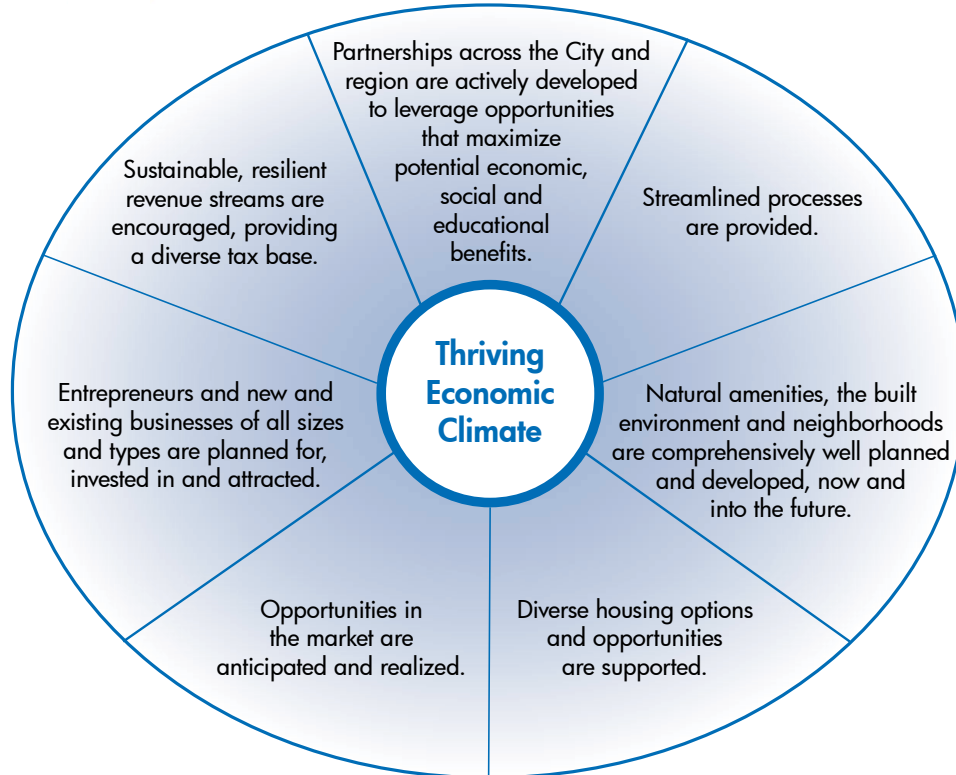 Partnerships across the City and
region are actively developed
to leverage opportunities
that maximize
potential economic,
social and
educational
benefits.
Streamlined processes
are provided.
Natural amenities, the built
environment and neighborhoods
are comprehensively well planned
and developed, now and
into the future.
Diverse housing options
and opportunities
are supported.
Opportunities in
the market are
anticipated and realized.
Entrepreneurs and new and
existing businesses of all sizes
and types are planned for,
invested in and attracted.
Sustainable, resilient
revenue streams are
encouraged, providing
a diverse tax base.
Thriving
Economic
Climate